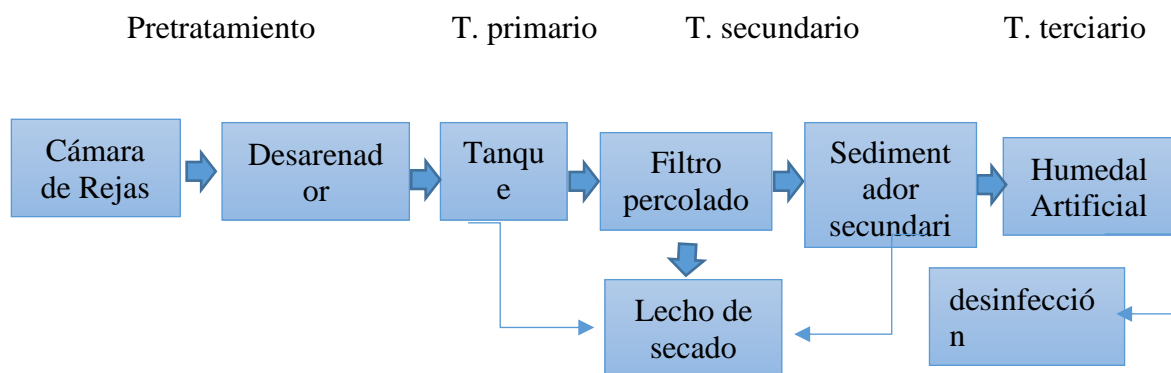 Pretratamiento T. primario T. secundario T. terciario
Cámara
de Rejas
Desarenad
or
Tanqu
e
Filtro
percolado
Sediment
ador
secundari
Humedal
Artificial
Lecho de
secado
desinfecció
n